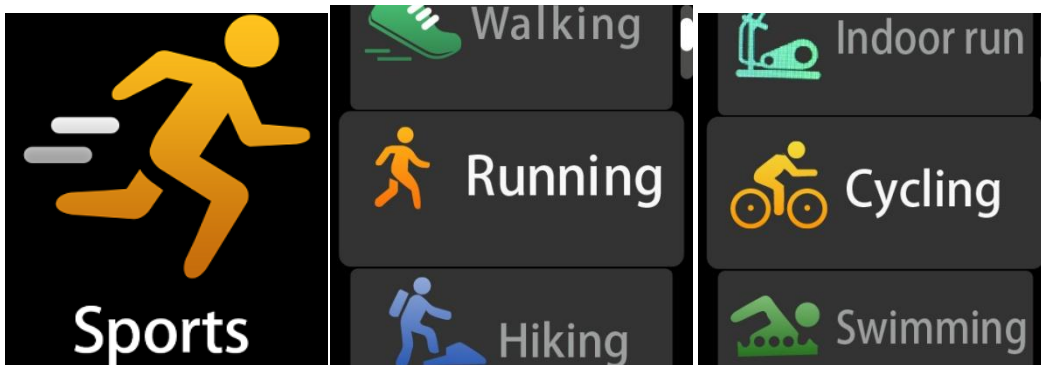 Sports
Walking
Running
Hiking
Indoor run
Cycling
Swimming